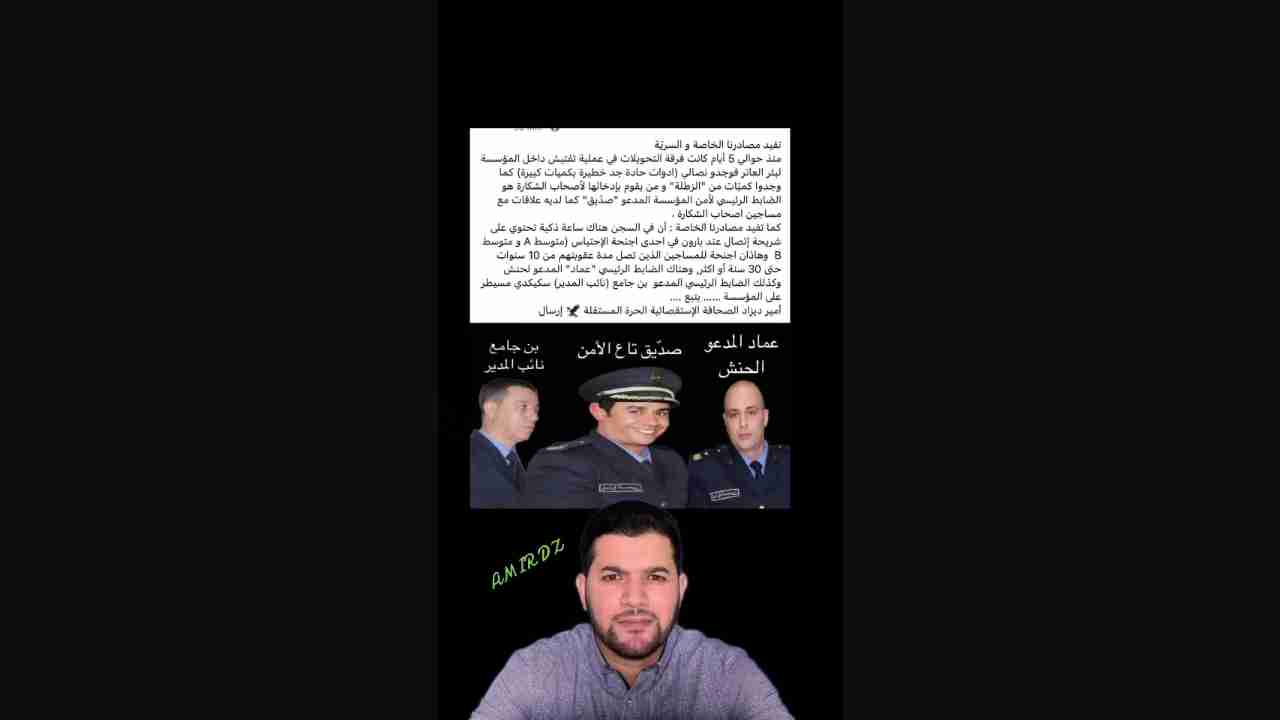 تفيد مصادرنا الخاصة و السريّة
منذ حوالي 5 أيام كانت فرقة التحويلات في عملية تفتيش داخل المؤسسة
لبئر العاتر فوجدو نصالي (ادوات حادة جد خطيرة بكميات كبيرة) كما
وجدوا كميّات من "الزطلة" و من يقوم بإدخالها لأصحاب الشكارة هو
الضابط الرئيسي لأمن المؤسسة المدعو "صدّيق" كما لديه علاقات مع
مساجين أصحاب الشكارة .
كما تفيد مصادرنا الخاصة : أن في السجن هناك ساعة ذكية تحتوي على
شريحة إتصال عند بارون في احدى اجنحة الإحتباس (متوسط A و متوسط
B وهاذان اجنحة للمساجين الذين تصل مدة عقوبتهم من 10 سنوات
حتى 30 سنة أو اكثر, وهناك الضابط الرئيسي "عماد" المدعو لحنش
وكذلك الضابط الرئيسي المدعو بن جامع (نائب المدير) سكيكدي مسيطر
على المؤسسة ...... يتبع ....
أمير ديزاد الصحافة الإستقصائية الحرة المستقلة 🦅 إرسال
عماد المدعو
الحنش
صدّيق تاع الأمن
بن جامع
نائب المدير
AMIRDZ